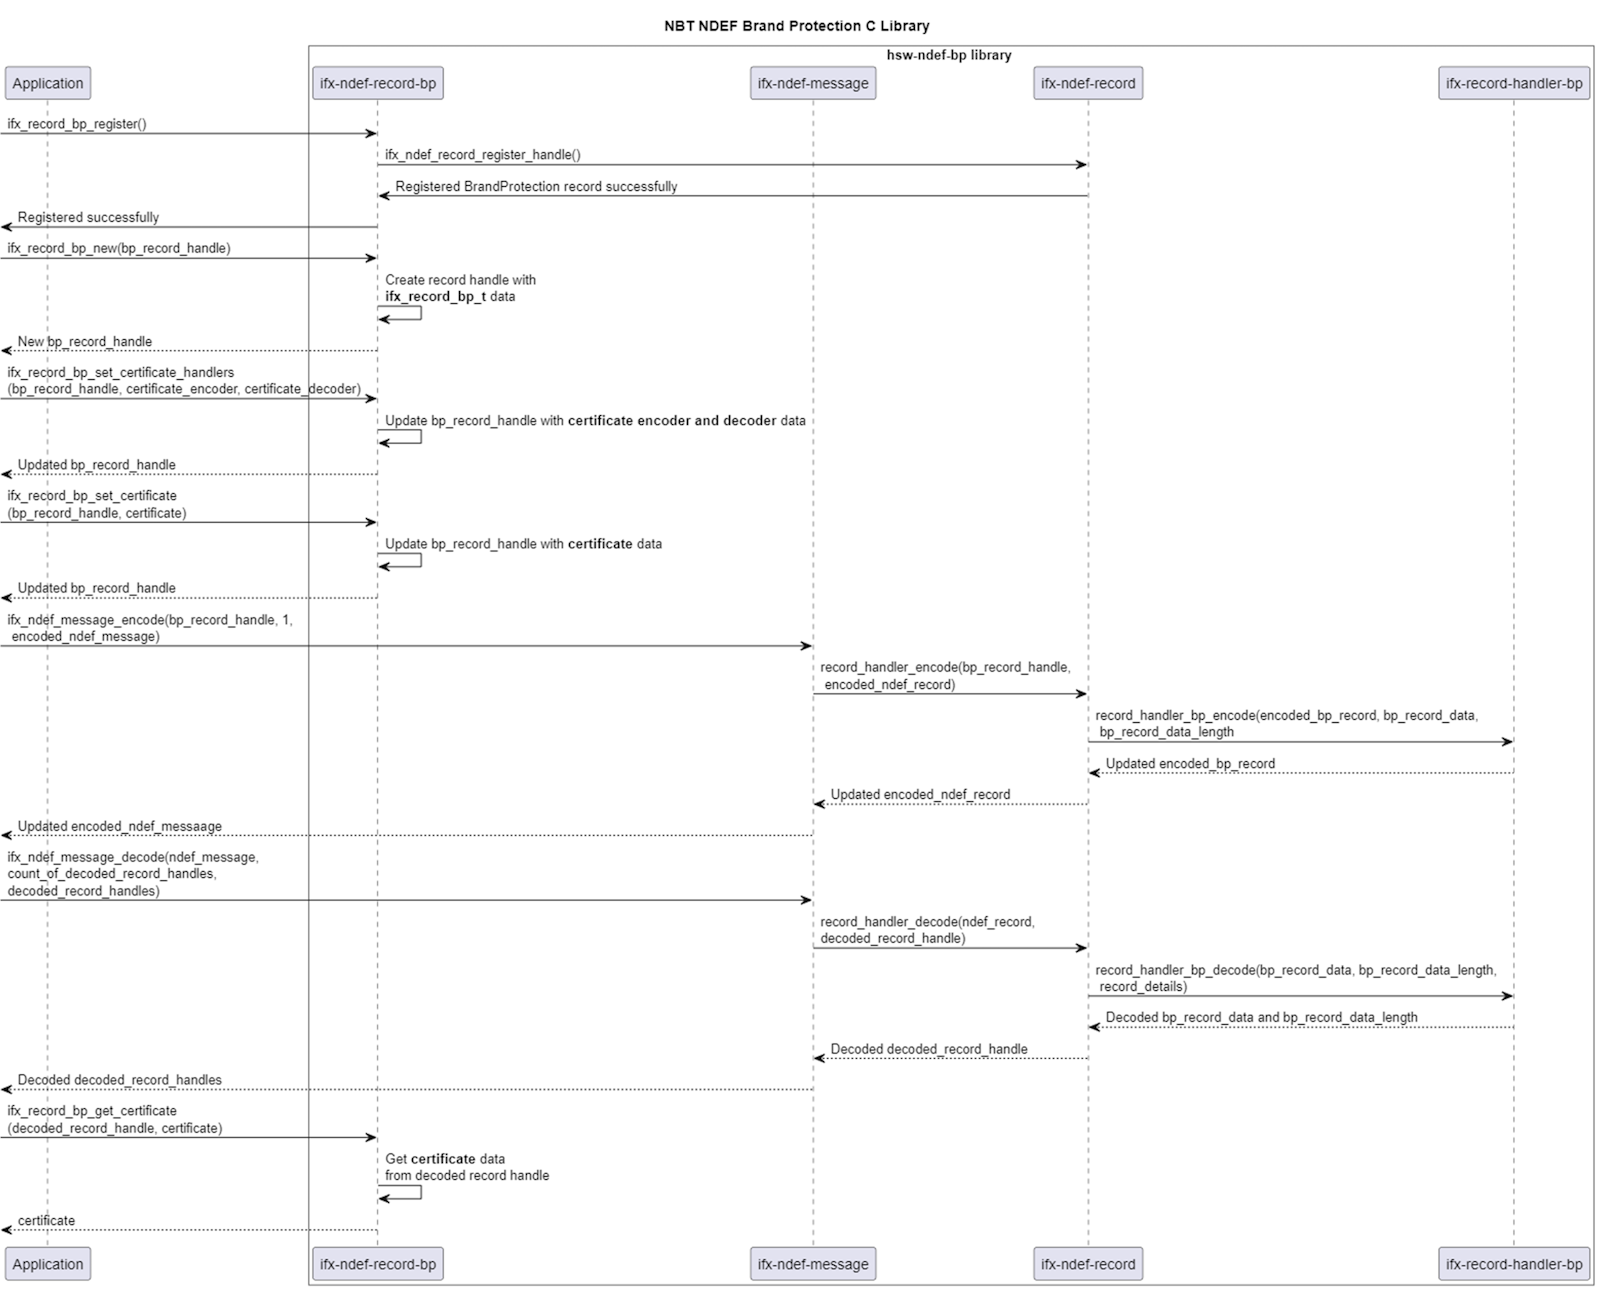 NBT NDEF Brand Protection C Library
hsw-ndef-bp library
Application
ifx-ndef-record-bp
ifx-ndef-message
ifx-ndef-record
ifx-record-handler-bp
ifx_record_bp_register()
ifx_ndef_record_register_handle()
Registered BrandProtection record successfully
Registered successfully
ifx_record_bp_new(bp_record_handle)
Create record handle with
ifx_record_bp_t data
New bp_record_handle
ifx_record_bp_set_certificate_handlers
(bp_record_handle, certificate_encoder, certificate_decoder)
Update bp_record_handle with certificate encoder and decoder data
Updated bp_record_handle
ifx_record_bp_set_certificate
(bp_record_handle, certificate)
Update bp_record_handle with certificate data
Updated bp_record_handle
ifx_ndef_message_encode(bp_record_handle, 1,
encoded_ndef_message)
record_handler_encode(bp_record_handle,
encoded_ndef_record)
record_handler_bp_encode(encoded_bp_record, bp_record_data,
bp_record_data_length
Updated encoded_bp_record
Updated encoded_ndef_record
Updated encoded_ndef_messaage
ifx_ndef_message_decode(ndef_message,
count_of_decoded_record_handles,
decoded_record_handles)
record_handler_decode(ndef_record,
decoded_record_handle)
record_handler_bp_decode(bp_record_data, bp_record_data_length,
record_details)
Decoded bp_record_data and bp_record_data_length
Decoded decoded_record_handle
Decoded decoded_record_handles
ifx_record_bp_get_certificate
(decoded_record_handle, certificate)
Get certificate data
from decoded record handle
certificate
Application
ifx-ndef-record-bp
ifx-ndef-message
ifx-ndef-record
ifx-record-handler-bp